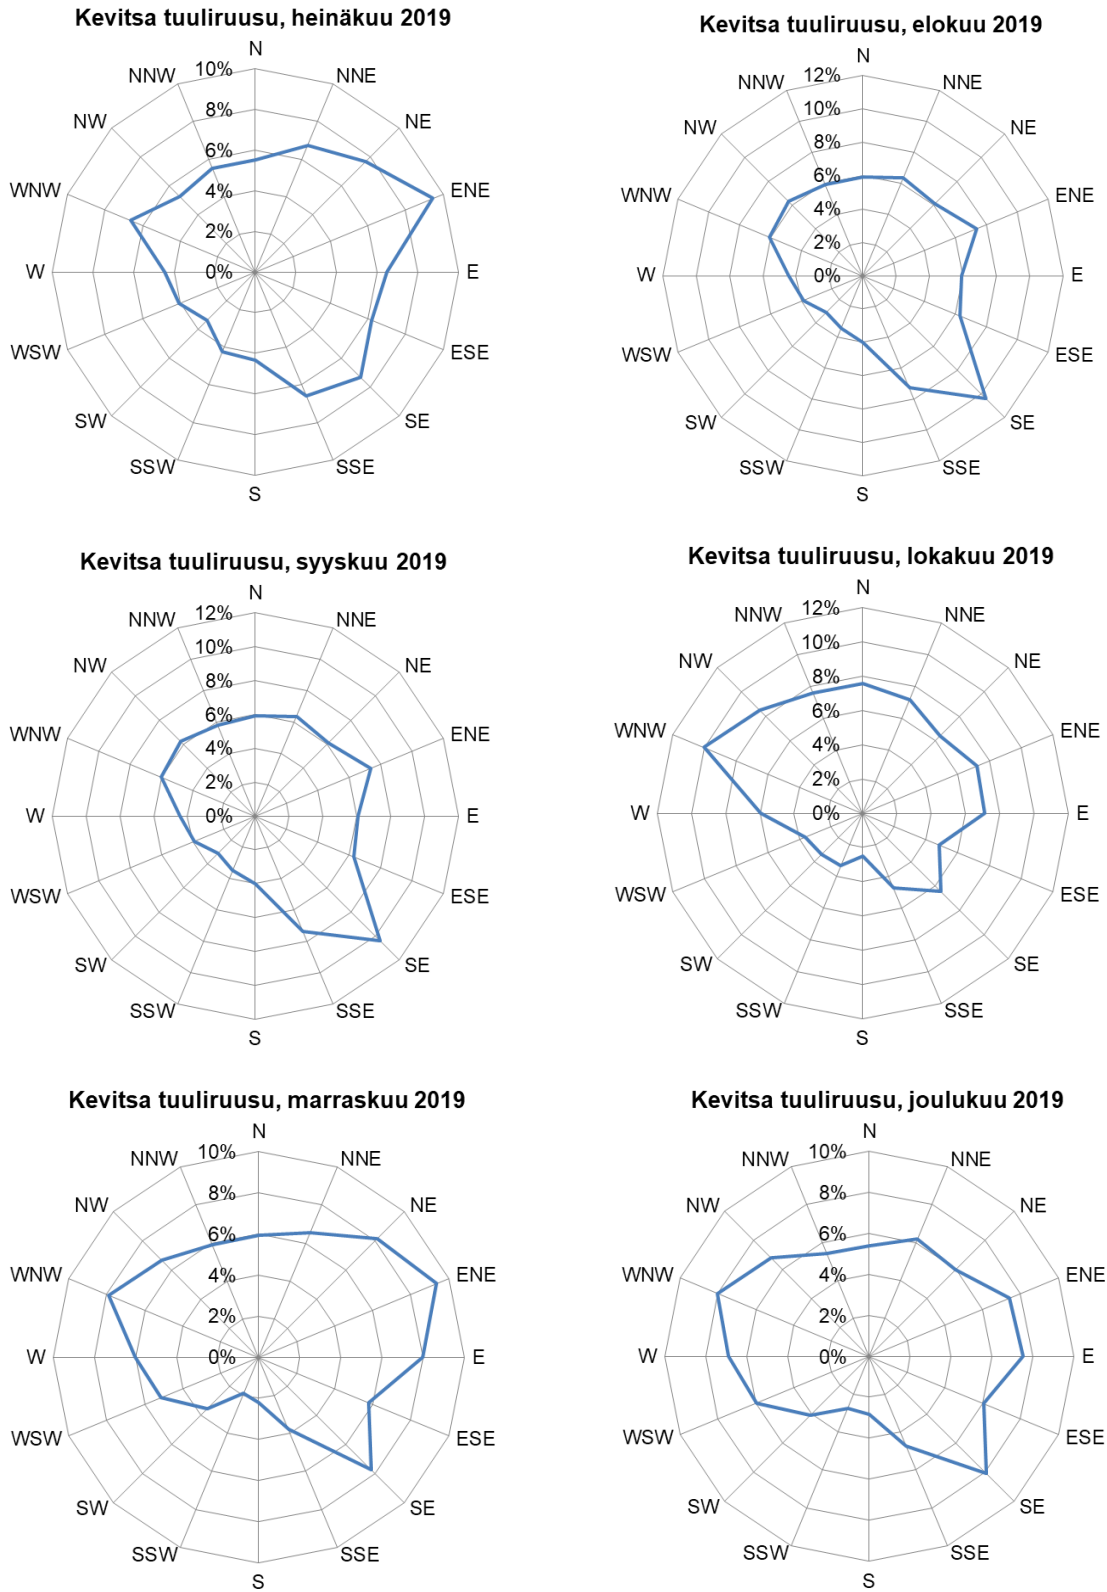 Kevitsa tuuliruusu, heinäkuu 2019
N
NNE
NE
ENE
E
ESE
SE
SSE
S
SSW
SW
WSW
W
WNW
NW
NNW
10%
8%
6%
4%
2%
0%
Kevitsa tuuliruusu, elokuu 2019
N
NNE
NE
ENE
E
ESE
SE
SSE
S
SSW
SW
WSW
W
WNW
NW
NNW
12%
10%
8%
6%
4%
2%
0%
Kevitsa tuuliruusu, syyskuu 2019
N
NNE
NE
ENE
E
ESE
SE
SSE
S
SSW
SW
WSW
W
WNW
NW
NNW
12%
10%
8%
6%
4%
2%
0%
Kevitsa tuuliruusu, lokakuu 2019
N
NNE
NE
ENE
E
ESE
SE
SSE
S
SSW
SW
WSW
W
WNW
NW
NNW
12%
10%
8%
6%
4%
2%
0%
Kevitsa tuuliruusu, marraskuu 2019
N
NNE
NE
ENE
E
ESE
SE
SSE
S
SSW
SW
WSW
W
WNW
NW
NNW
10%
8%
6%
4%
2%
0%
Kevitsa tuuliruusu, joulukuu 2019
N
NNE
NE
ENE
E
ESE
SE
SSE
S
SSW
SW
WSW
W
WNW
NW
NNW
10%
8%
6%
4%
2%
0%